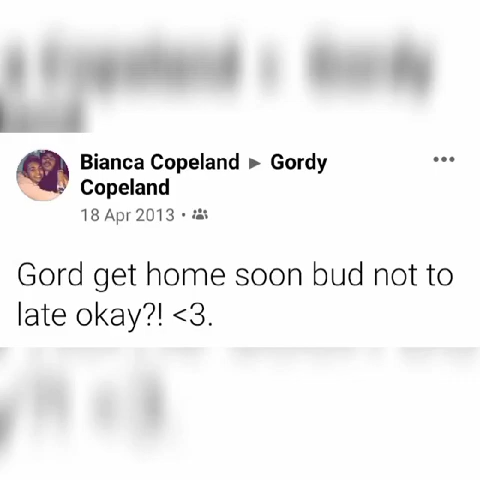 Bianca Copeland ▸ Gordy
Copeland
18 Apr 2013 •
Gord get home soon bud not to
late okay?! <3.